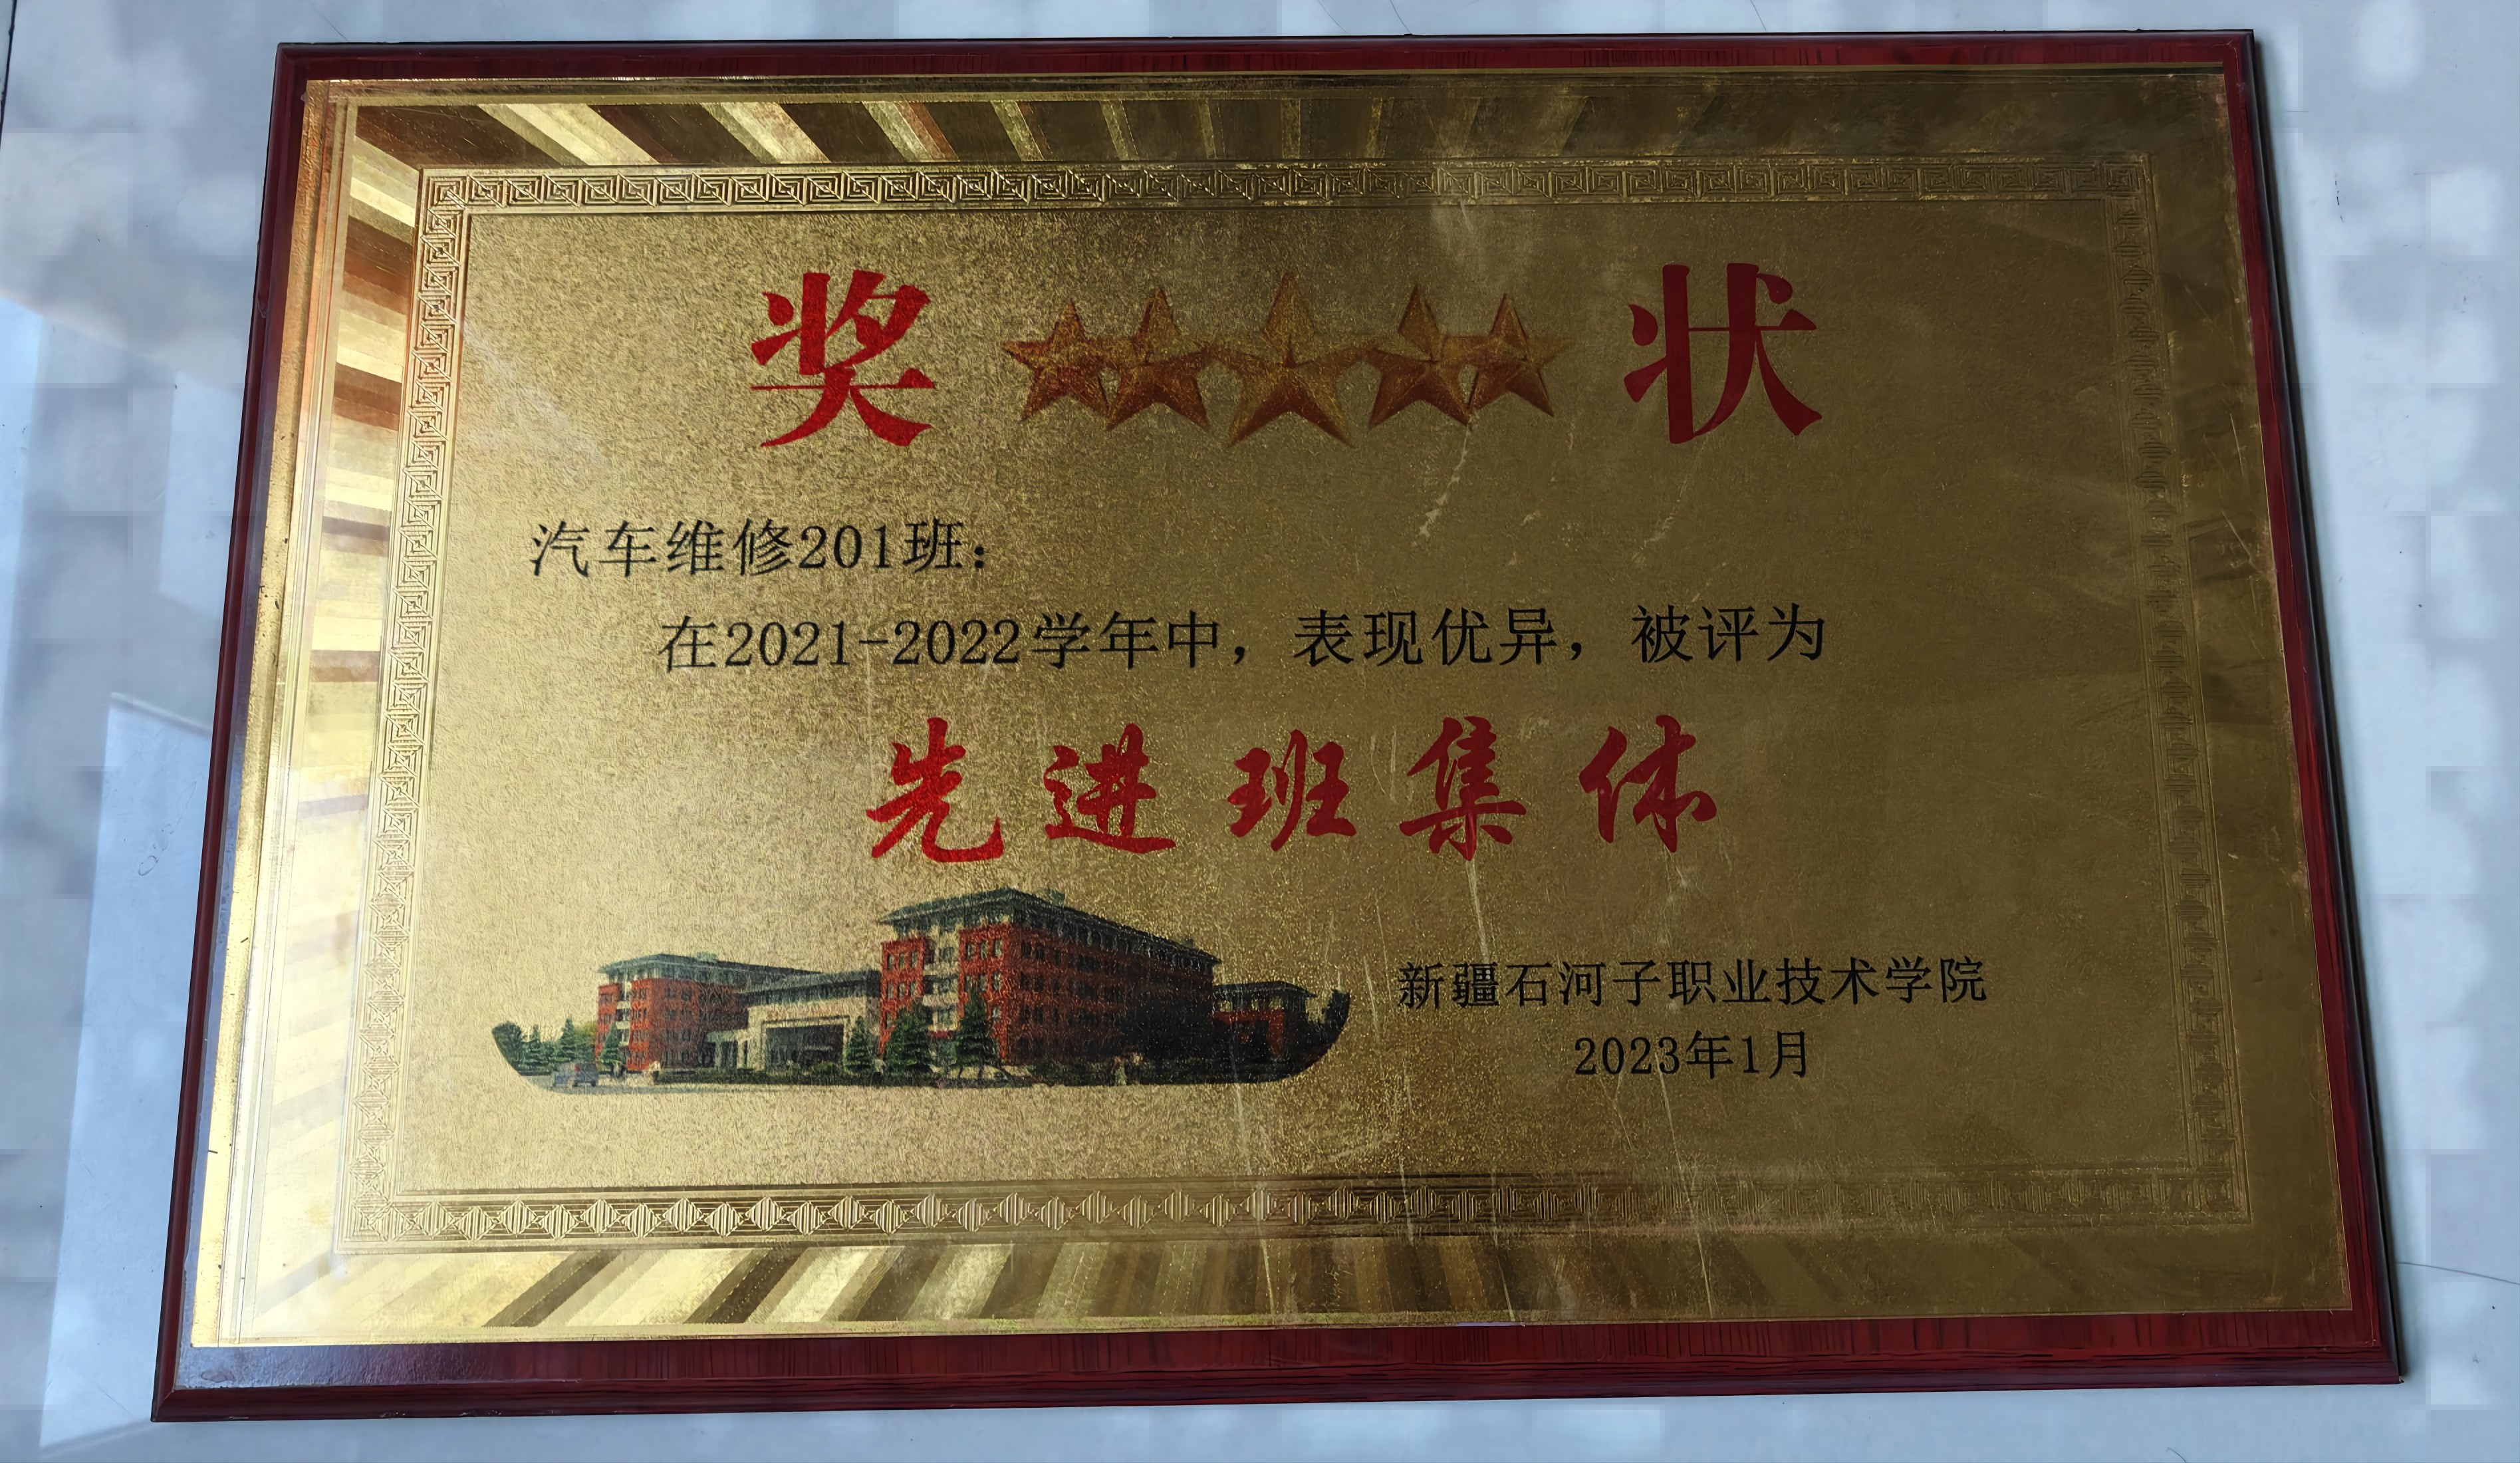 奖状
汽车维修201班：
在2021-2022学年中，表现优异，被评为
先进班集体
新疆石河子职业技术学院
2023年1月